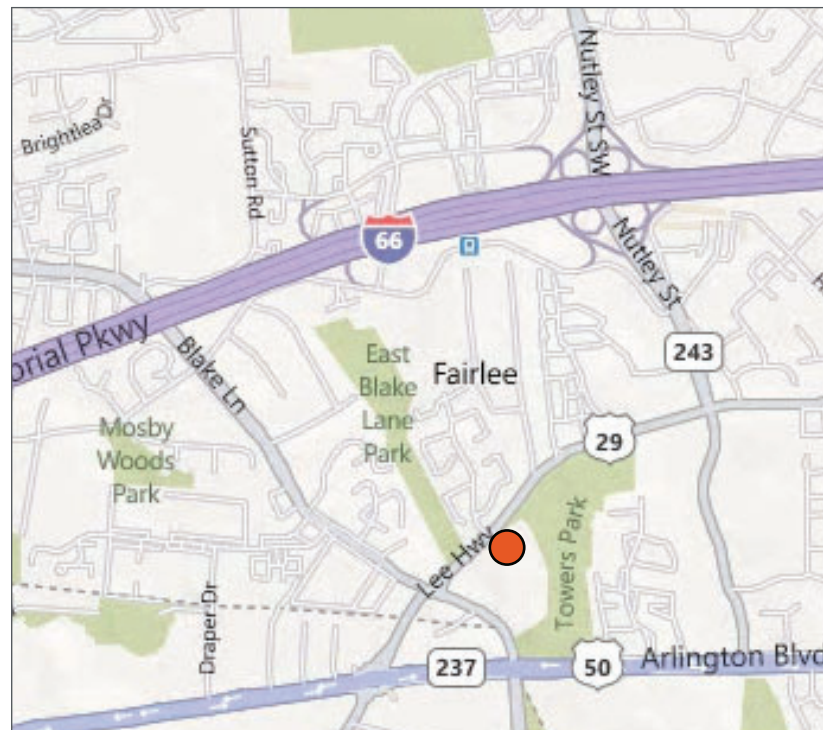 Nutley St SW
Brightlea Dr
Sutton Rd
66
Nutley St
orial Pkwy
Blake Ln
243
East
Blake
Lane
Park
Fairlee
Mosby
Woods
Park
29
Lee Hwy
Towers Park
Draper Dr
237
50
Arlington Blvd